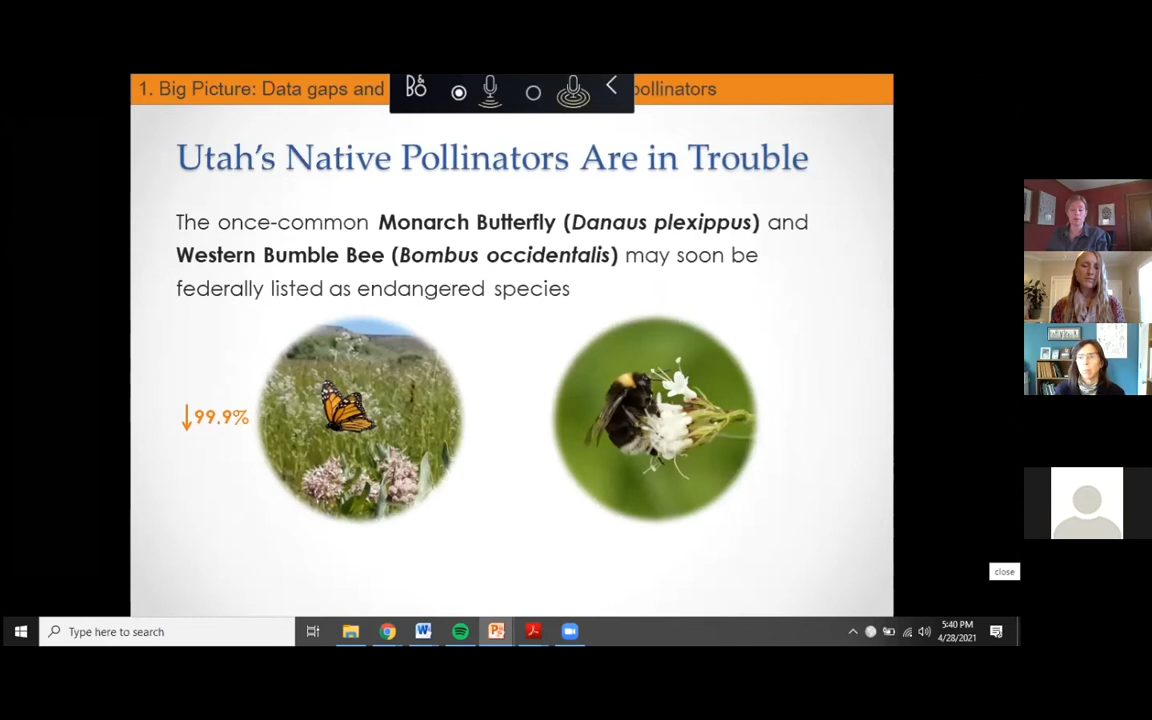 1. Big Picture: Data gaps and
B&O
pollinators
Utah's Native Pollinators Are in Trouble
The once-common Monarch Butterfly (Danaus plexippus) and
Western Bumble Bee (Bombus occidentalis) may soon be
federally listed as endangered species
↓99.9%
close
Type here to search
5:40 PM
4/28/2021